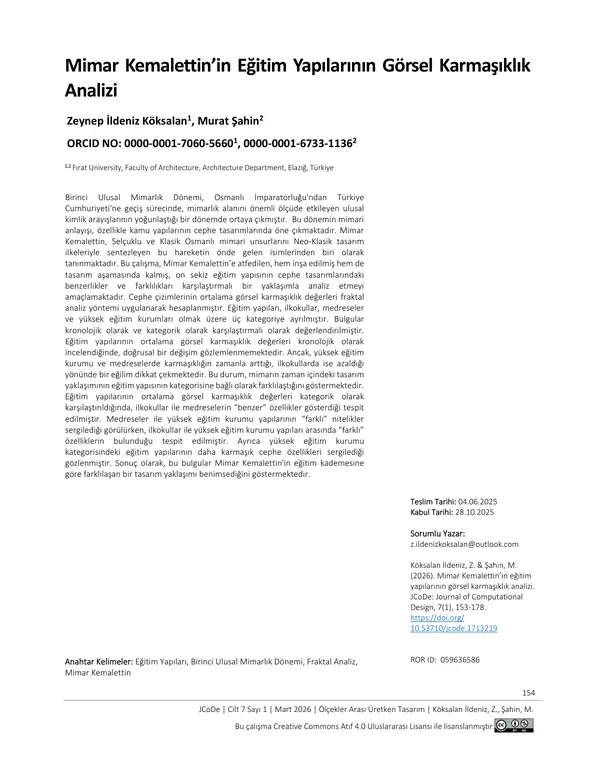 Mimar Kemalettin’in Eğitim Yapılarının Görsel Karmaşıklık
Analizi
Zeynep İldeniz Köksalan1, Murat Şahin2
ORCID NO: 0000-0001-7060-56601, 0000-0001-6733-11362
1,2 Fırat University, Faculty of Architecture, Architecture Department, Elazığ, Türkiye
Birinci Ulusal Mimarlık Dönemi, Osmanlı İmparatorluğu'ndan Türkiye
Cumhuriyeti'ne geçiş sürecinde, mimarlık alanını önemli ölçüde etkileyen ulusal
kimlik arayışlarının yoğunlaştığı bir dönemde ortaya çıkmıştır. Bu dönemin mimari
anlayışı, özellikle kamu yapılarının cephe tasarımlarında öne çıkmaktadır. Mimar
Kemalettin, Selçuklu ve Klasik Osmanlı mimari unsurlarını Neo-Klasik tasarım
ilkeleriyle sentezleyen bu hareketin önde gelen isimlerinden biri olarak
tanınmaktadır. Bu çalışma, Mimar Kemalettin’e atfedilen, hem inşa edilmiş hem de
tasarım aşamasında kalmış, on sekiz eğitim yapısının cephe tasarımlarındaki
benzerlikler ve farklılıkları karşılaştırmalı bir yaklaşımla analiz etmeyi
amaçlamaktadır. Cephe çizimlerinin ortalama görsel karmaşıklık değerleri fraktal
analiz yöntemi uygulanarak hesaplanmıştır. Eğitim yapıları, ilkokullar, medreseler
ve yüksek eğitim kurumları olmak üzere üç kategoriye ayrılmıştır. Bulgular
kronolojik olarak ve kategorik olarak karşılaştırmalı olarak değerlendirilmiştir.
Eğitim yapılarının ortalama görsel karmaşıklık değerleri kronolojik olarak
incelendiğinde, doğrusal bir değişim gözlemlenmemektedir. Ancak, yüksek eğitim
kurumu ve medreselerde karmaşıklığın zamanla arttığı, ilkokullarda ise azaldığı
yönünde bir eğilim dikkat çekmektedir. Bu durum, mimarın zaman içindeki tasarım
yaklaşımının eğitim yapısının kategorisine bağlı olarak farklılaştığını göstermektedir.
Eğitim yapılarının ortalama görsel karmaşıklık değerleri kategorik olarak
karşılaştırıldığında, ilkokullar ile medreselerin “benzer” özellikler gösterdiği tespit
edilmiştir. Medreseler ile yüksek eğitim kurumu yapılarının “farklı” nitelikler
sergilediği görülürken, ilkokullar ile yüksek eğitim kurumu yapıları arasında “farklı”
özelliklerin bulunduğu tespit edilmiştir. Ayrıca yüksek eğitim kurumu
kategorisindeki eğitim yapılarının daha karmaşık cephe özellikleri sergilediği
gözlenmiştir. Sonuç olarak, bu bulgular Mimar Kemalettin'in eğitim kademesine
göre farklılaşan bir tasarım yaklaşımı benimsediğini göstermektedir.
Teslim Tarihi: 04.06.2025
Kabul Tarihi: 28.10.2025
Sorumlu Yazar:
z.ildenizkoksalan@outlook.com
Köksalan İldeniz, Z. & Şahin, M.
(2026). Mimar Kemalettin’in eğitim
yapılarının görsel karmaşıklık analizi.
JCoDe: Journal of Computational
Design, 7(1), 153-178.
https://doi.org/
10.53710/jcode.1713219
ROR ID: 059636586
Anahtar Kelimeler: Eğitim Yapıları, Birinci Ulusal Mimarlık Dönemi, Fraktal Analiz,
Mimar Kemalettin
154
JCoDe | Cilt 7 Sayı 1 | Mart 2026 | Ölçekler Arası Üretken Tasarım | Köksalan İldeniz, Z., Şahin, M.
Bu çalışma Creative Commons Atıf 4.0 Uluslararası Lisansı ile lisanslanmıştır.